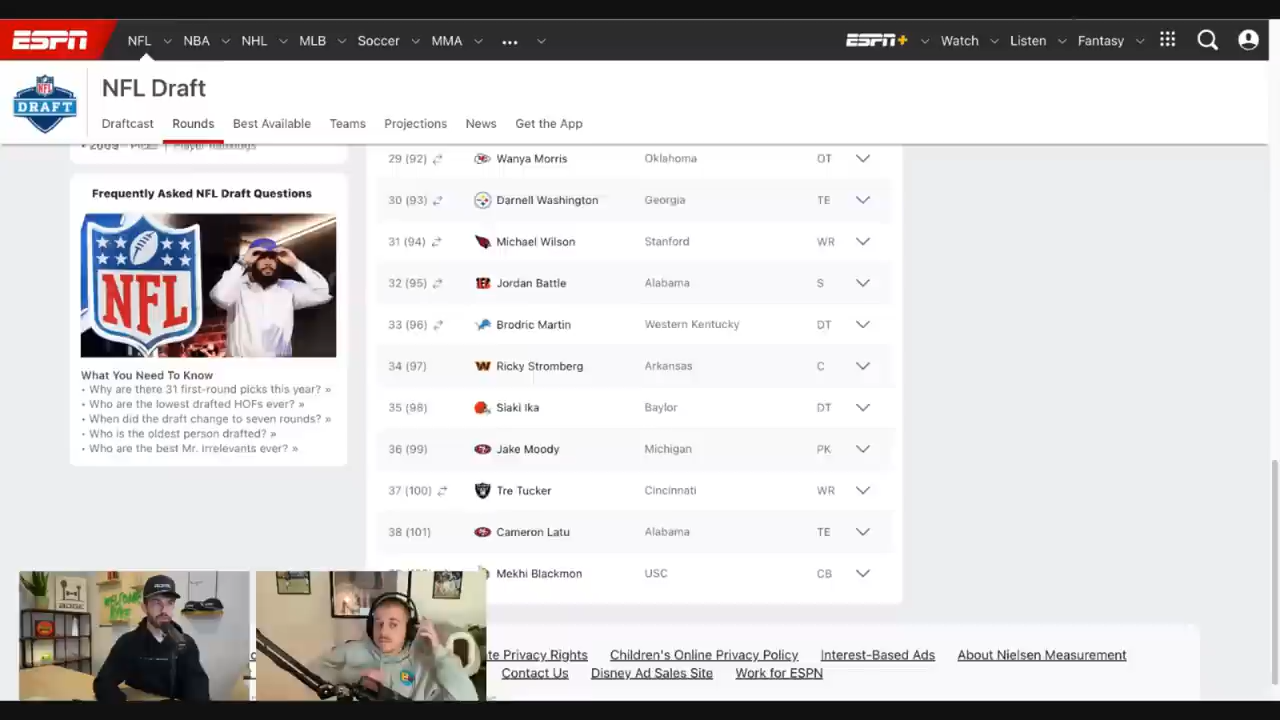 ESPN NFL NBA NHL MLB Soccer MMA ESPN+ Watch Listen Fantasy
NFL DRAFT
NFL Draft
Draftcast Rounds Best Available Teams Projections News Get the App
Frequently Asked NFL Draft Questions
NFL
What You Need To Know
• Why are there 31 first-round picks this year? »
• Who are the lowest drafted HOFs ever? »
• When did the draft change to seven rounds? »
• Who is the oldest person drafted? »
• Who are the best Mr. Irrelevants ever? »
29 (92) Wanya Morris Oklahoma OT
30 (93) Darnell Washington Georgia TE
31 (94) Michael Wilson Stanford WR
32 (95) Jordan Battle Alabama S
33 (96) Brodric Martin Western Kentucky DT
34 (97) W Ricky Stromberg Arkansas C
35 (98) Siaki Ika Baylor DT
36 (99) Jake Moody Michigan PK
37 (100) Tre Tucker Cincinnati WR
38 (101) Cameron Latu Alabama TE
Mekhi Blackmon USC CB
Privacy Rights Children's Online Privacy Policy Interest-Based Ads About Nielsen Measurement
Contact Us Disney Ad Sales Site Work for ESPN